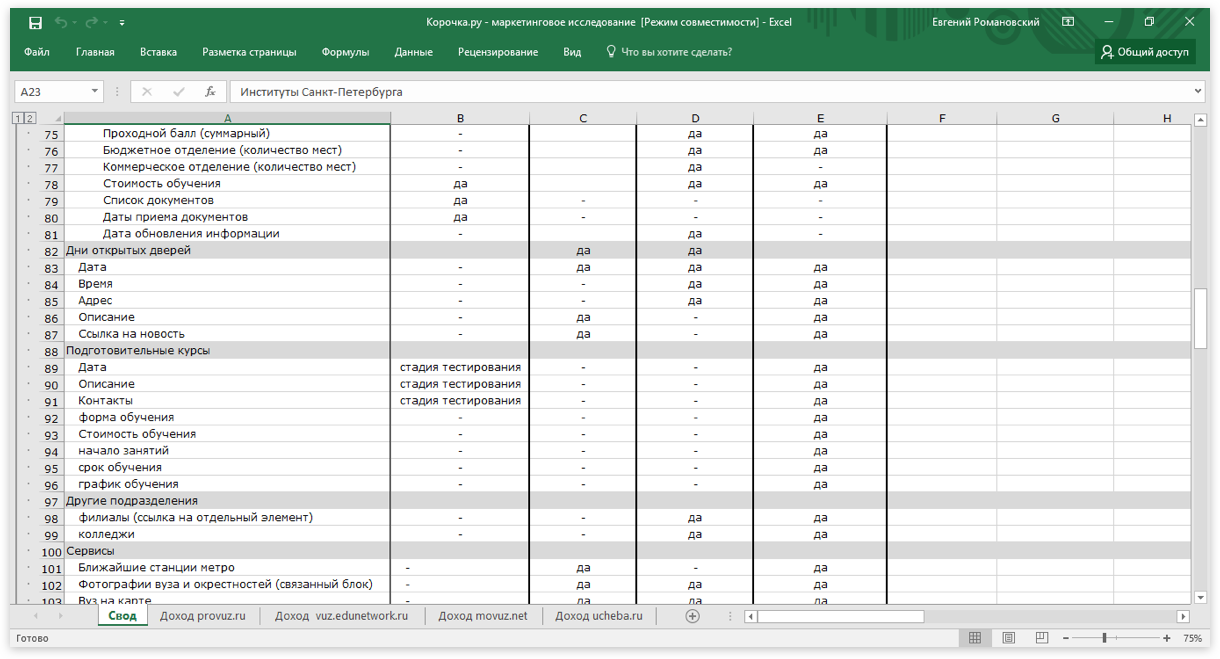 Корочка.ру - маркетинговое исследование [Режим совместимости] - Excel
Евгений Романовский
Файл Главная Вставка Разметка страницы Формулы Данные Рецензирование Вид Что вы хотите сделать? Общий доступ
A23 fx Институты Санкт-Петербурга
1 2 A B C D E F G H
75 Проходной балл (суммарный) - да да
76 Бюджетное отделение (количество мест) - да да
77 Коммерческое отделение (количество мест) - да -
78 Стоимость обучения да да да
79 Список документов да - - -
80 Даты приема документов да - - -
81 Дата обновления информации - да -
82 Дни открытых дверей да да
83 Дата - да да да
84 Время - - да да
85 Адрес - - да да
86 Описание - да - да
87 Ссылка на новость - да - да
88 Подготовительные курсы
89 Дата стадия тестирования - - да
90 Описание стадия тестирования - - да
91 Контакты стадия тестирования - - да
92 форма обучения - - - да
93 Стоимость обучения - - - да
94 начало занятий - - - да
95 срок обучения - - - да
96 график обучения - - - да
97 Другие подразделения
98 филиалы (ссылка на отдельный элемент) - - да да
99 колледжи - - да да
100 Сервисы
101 Ближайшие станции метро - да - да
102 Фотографии вуза и окрестностей (связанный блок) - да да да
103 Вуз на карте - да да да
Свод Доход provuz.ru Доход vuz.edunetwork.ru Доход movuz.net Доход ucheba.ru
Готово 75%